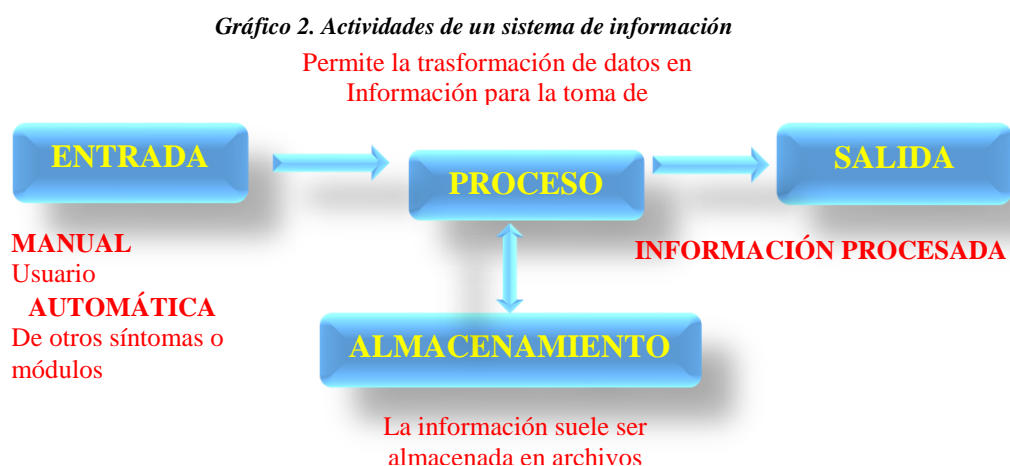 Gráfico 2. Actividades de un sistema de información
Permite la trasformación de datos en
Información para la toma de
ENTRADA
PROCESO
SALIDA
MANUAL
Usuario
AUTOMÁTICA
De otros síntomas o
módulos
INFORMACIÓN PROCESADA
ALMACENAMIENTO
La información suele ser
almacenada en archivos